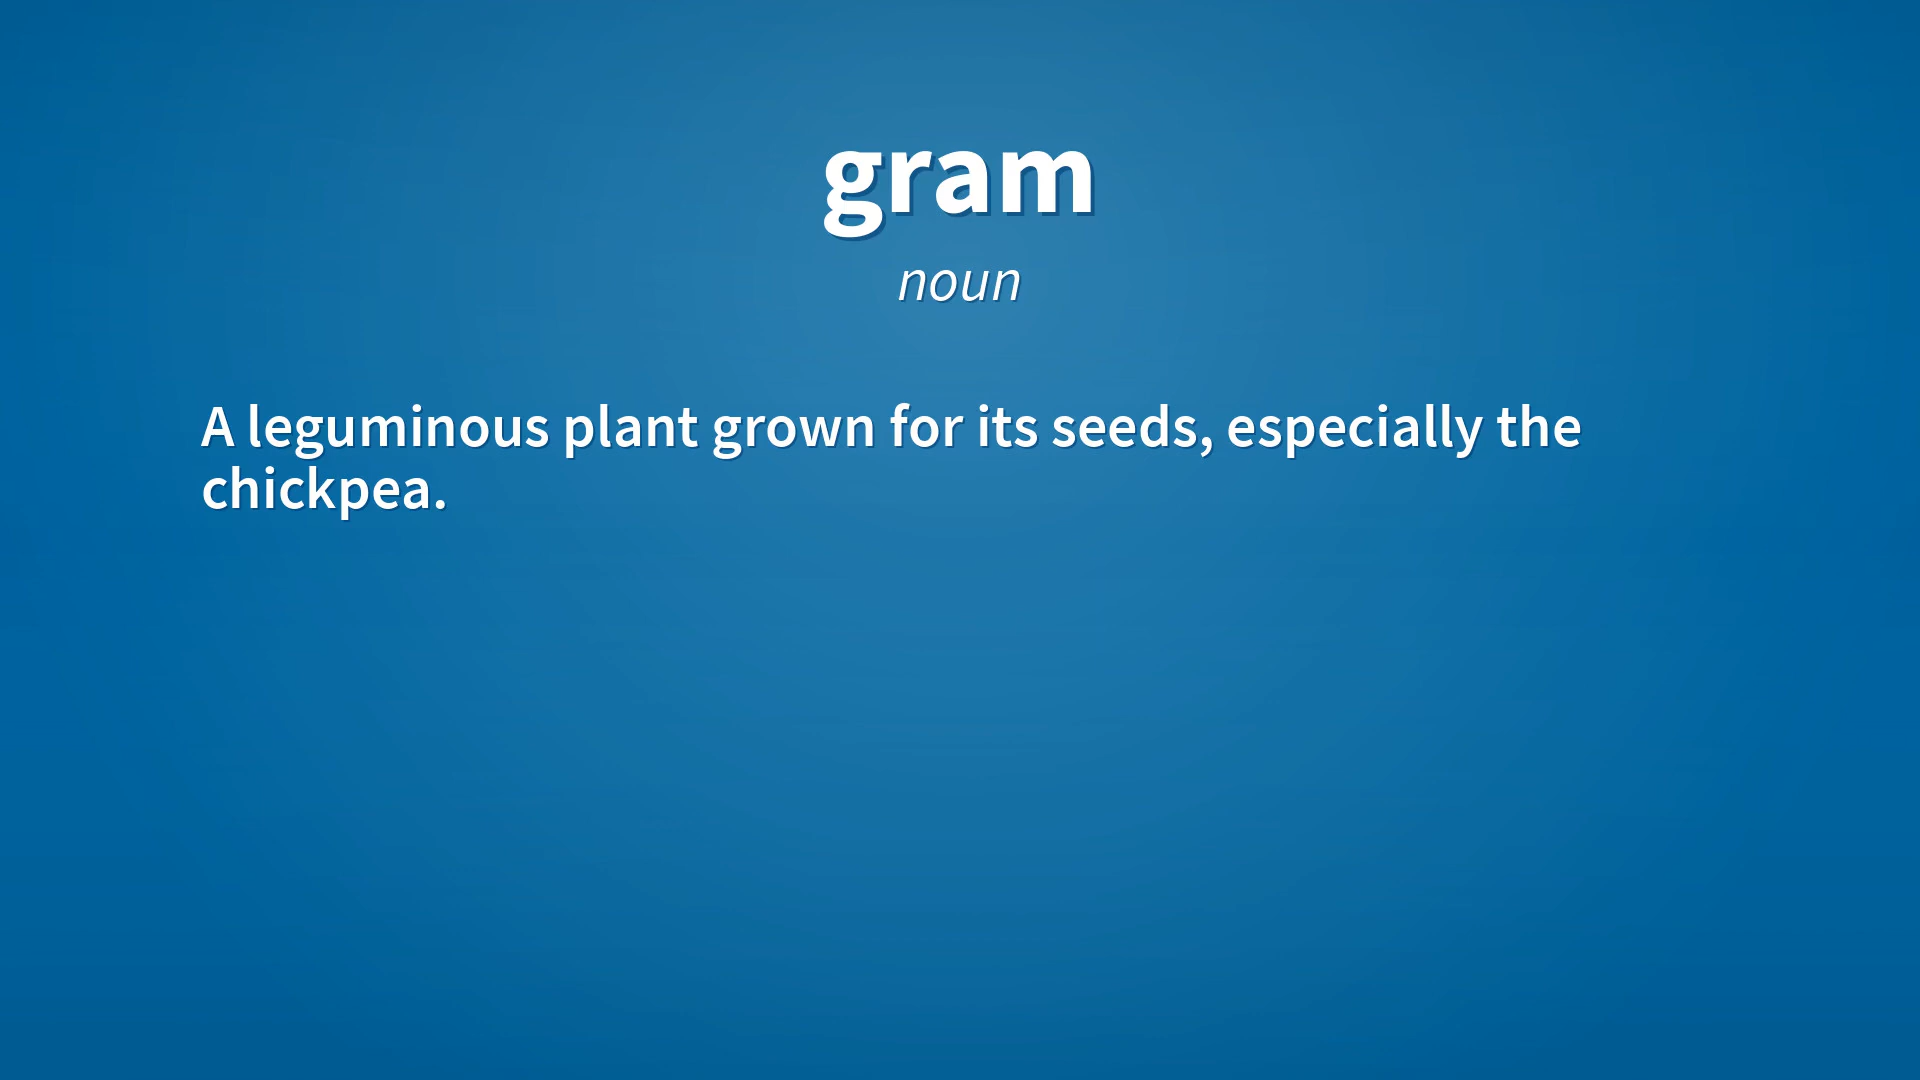 gram
noun
A leguminous plant grown for its seeds, especially the
chickpea.